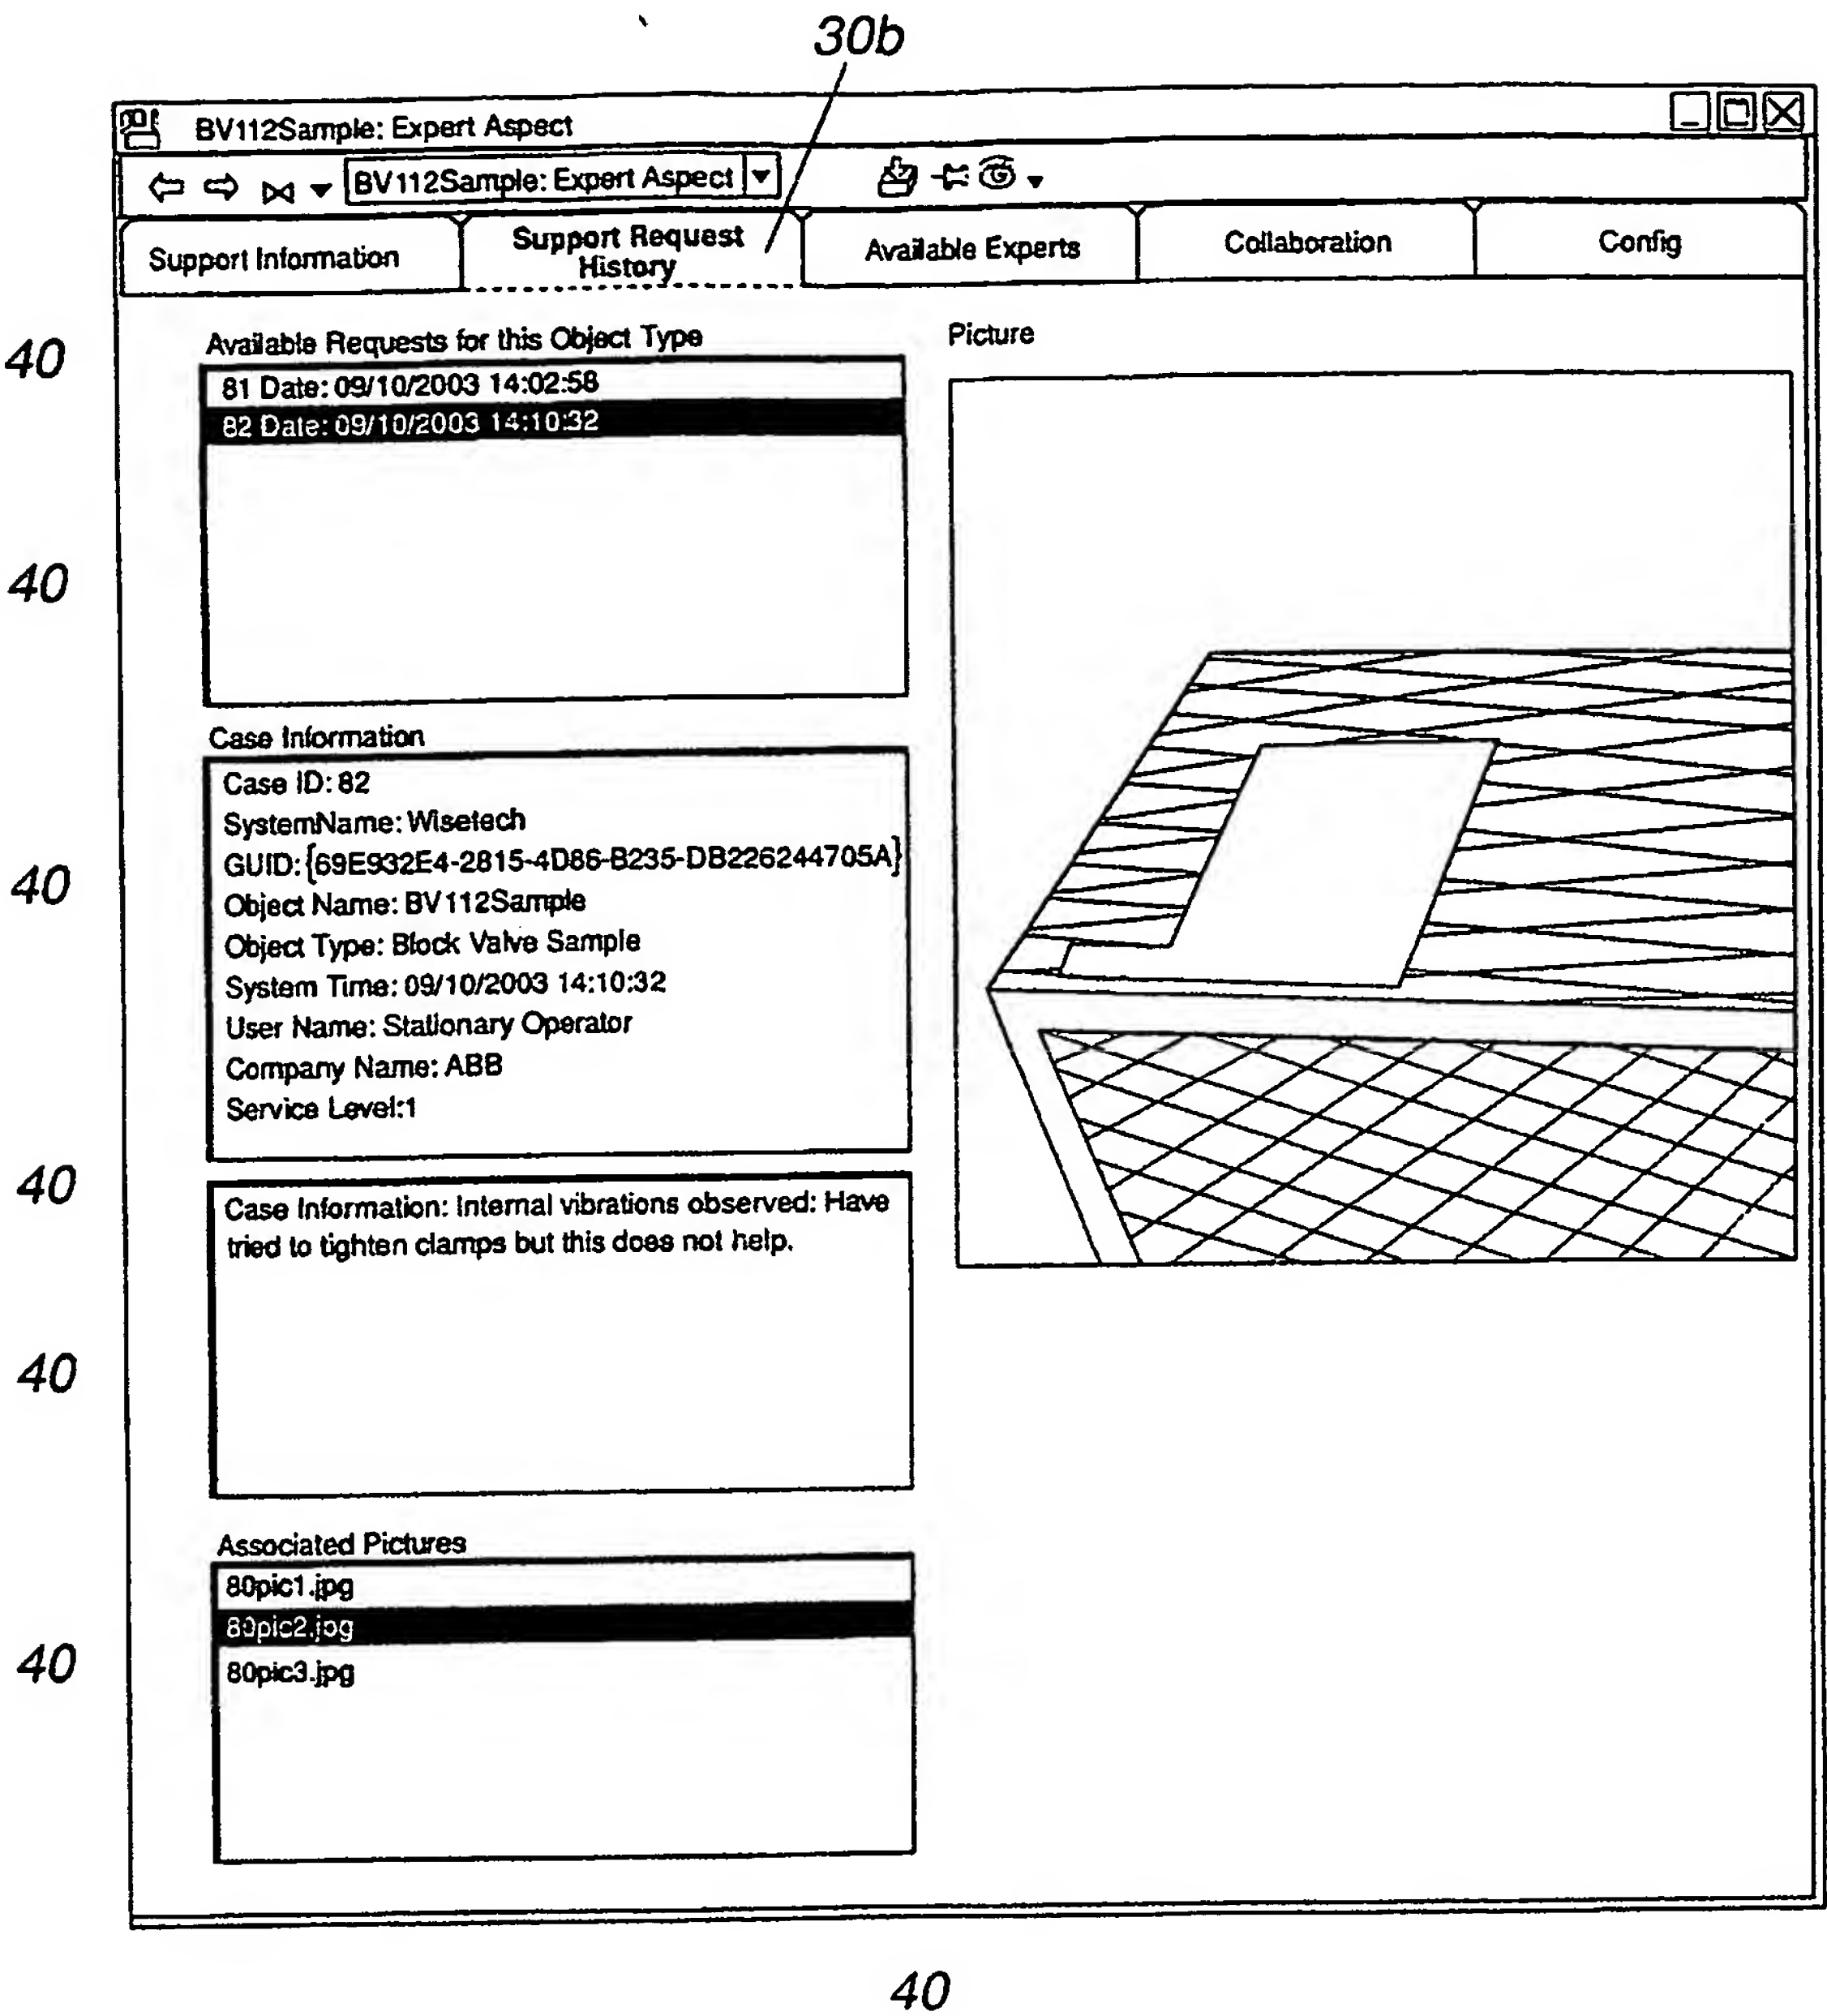 30b
BV112Sample: Expert Aspect
BV112Sample: Expert Aspect
Support Information
Support Request
History
Available Experts
Collaboration
Config
40
Available Requests for this Object Type
81 Date: 09/10/2003 14:02:58
82 Date: 09/10/2003 14:10:32
Picture
40
Case Information
Case ID: 82
SystemName: Wisetech
GUID: {69E932E4-2815-4D86-B235-DB226244705A}
40
Object Name: BV112Sample
Object Type: Block Valve Sample
System Time: 09/10/2003 14:10:32
User Name: Stationary Operator
Company Name: ABB
Service Level:1
40
Case Information: Internal vibrations observed: Have
tried to tighten clamps but this does not help.
40
Associated Pictures
80pic1.jpg
80pic2.jpg
80pic3.jpg
40
40